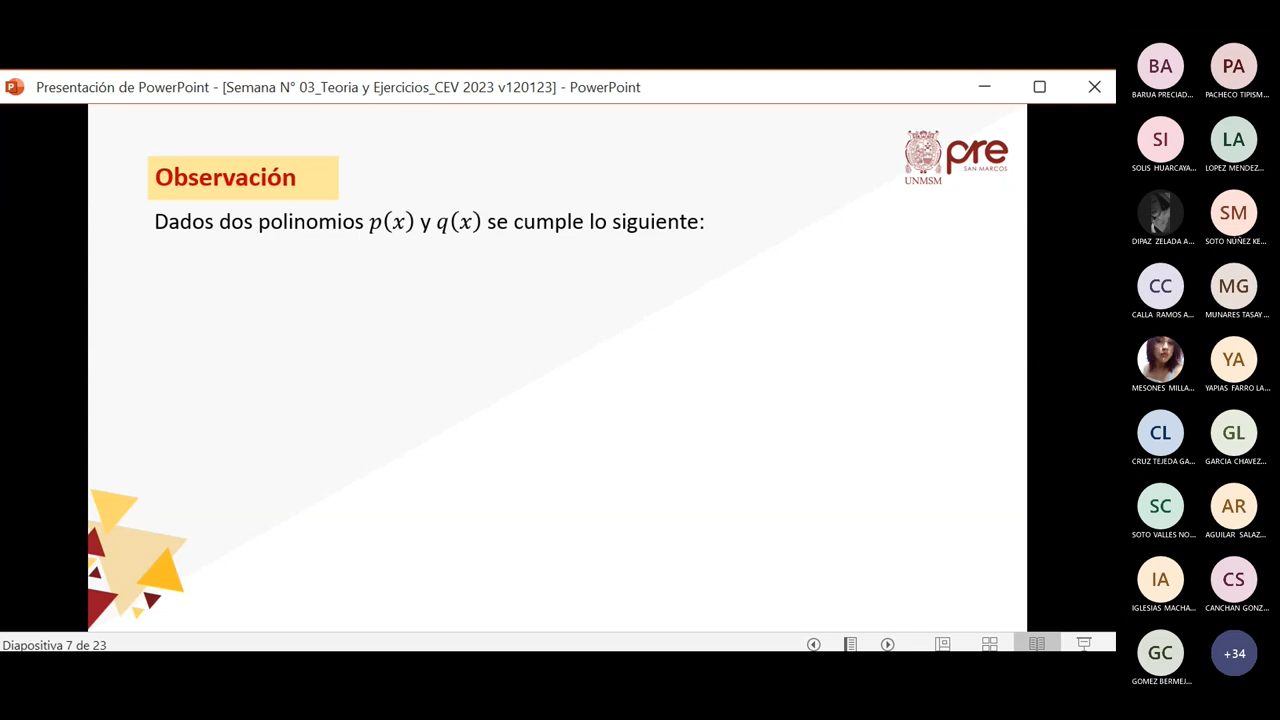 Presentación de PowerPoint - [Semana N° 03_Teoria y Ejercicios_CEV 2023 v120123] - PowerPoint
Observación
UNMSM
pre
SAN MARCOS
Dados dos polinomios p(x) y q(x) se cumple lo siguiente:
Diapositiva 7 de 23
BA
PA
BARUA PRECIAD...
PACHECO TIPISM...
SI
LA
SOLIS HUARCAYA...
LOPEZ MENDEZ...
SM
DIPAZ ZELADA A...
SOTO NUÑEZ KE...
CC
MG
CALLA RAMOS A...
MUNARES TASAY...
YA
MESONES MILLA...
YAPIAS FARRO LA...
CL
GL
CRUZ TEJEDA GA...
GARCIA CHAVEZ...
SC
AR
SOTO VALLES NO...
AGUILAR SALAZ...
IA
CS
IGLESIAS MACHA...
CANCHAN GONZ...
GC
+34
GOMEZ BERMEJ...